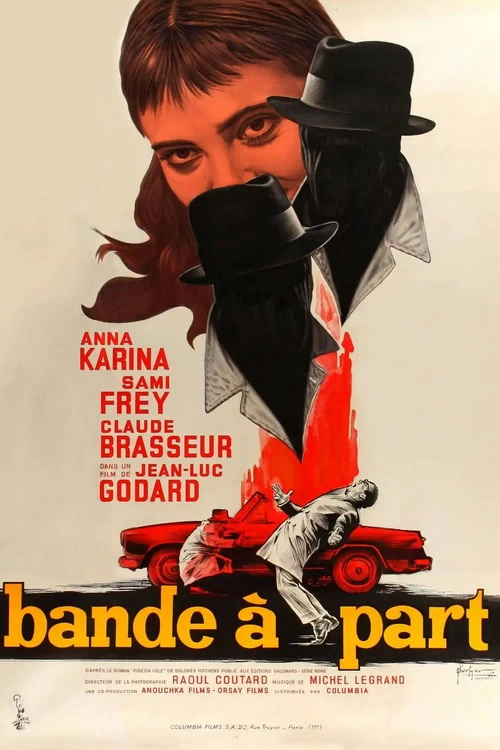 ANNA
KARINA
SAMI
FREY
CLAUDE
BRASSEUR
DANS UN
FILM DE JEAN-LUC
GODARD
bande à part
D'APRÈS LE ROMAN "PIGEON VOLE" DE DOLORÈS HITCHENS PUBLIÉ AUX ÉDITIONS GALLIMARD - SÉRIE NOIRE
DIRECTEUR DE LA PHOTOGRAPHIE RAOUL COUTARD MUSIQUE DE MICHEL LEGRAND
UNE CO-PRODUCTION ANOUCHKA FILMS - ORSAY FILMS DISTRIBUÉE PAR COLUMBIA
COLUMBIA FILMS S.A. 20, Rue Troyon - Paris (17º)